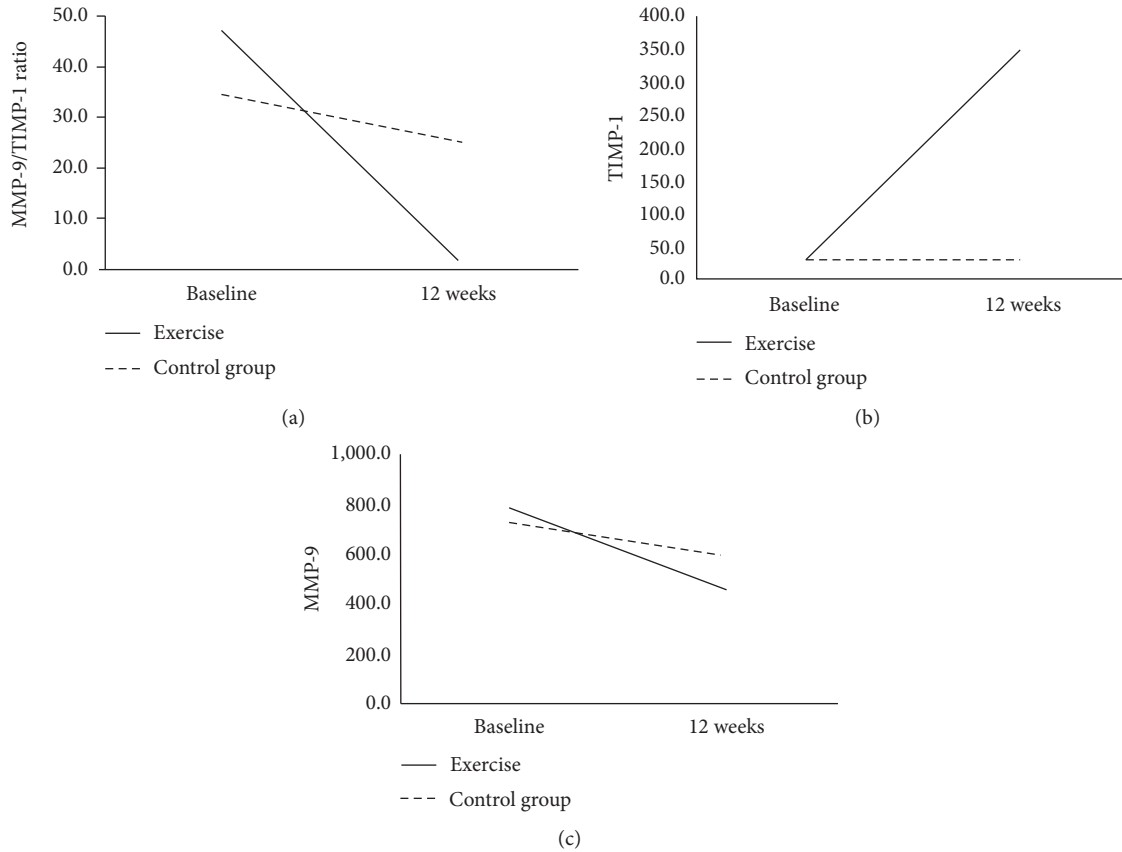 MMP-9/TIMP-1 ratio
50.0
40.0
30.0
20.0
10.0
0.0
Baseline 12 weeks
Exercise
Control group
(a)
TIMP-1
400.0
350.0
300.0
250.0
200.0
150.0
100.0
50.0
0.0
Baseline 12 weeks
Exercise
Control group
(b)
MMP-9
1,000.0
800.0
600.0
400.0
200.0
0.0
Baseline 12 weeks
Exercise
Control group
(c)